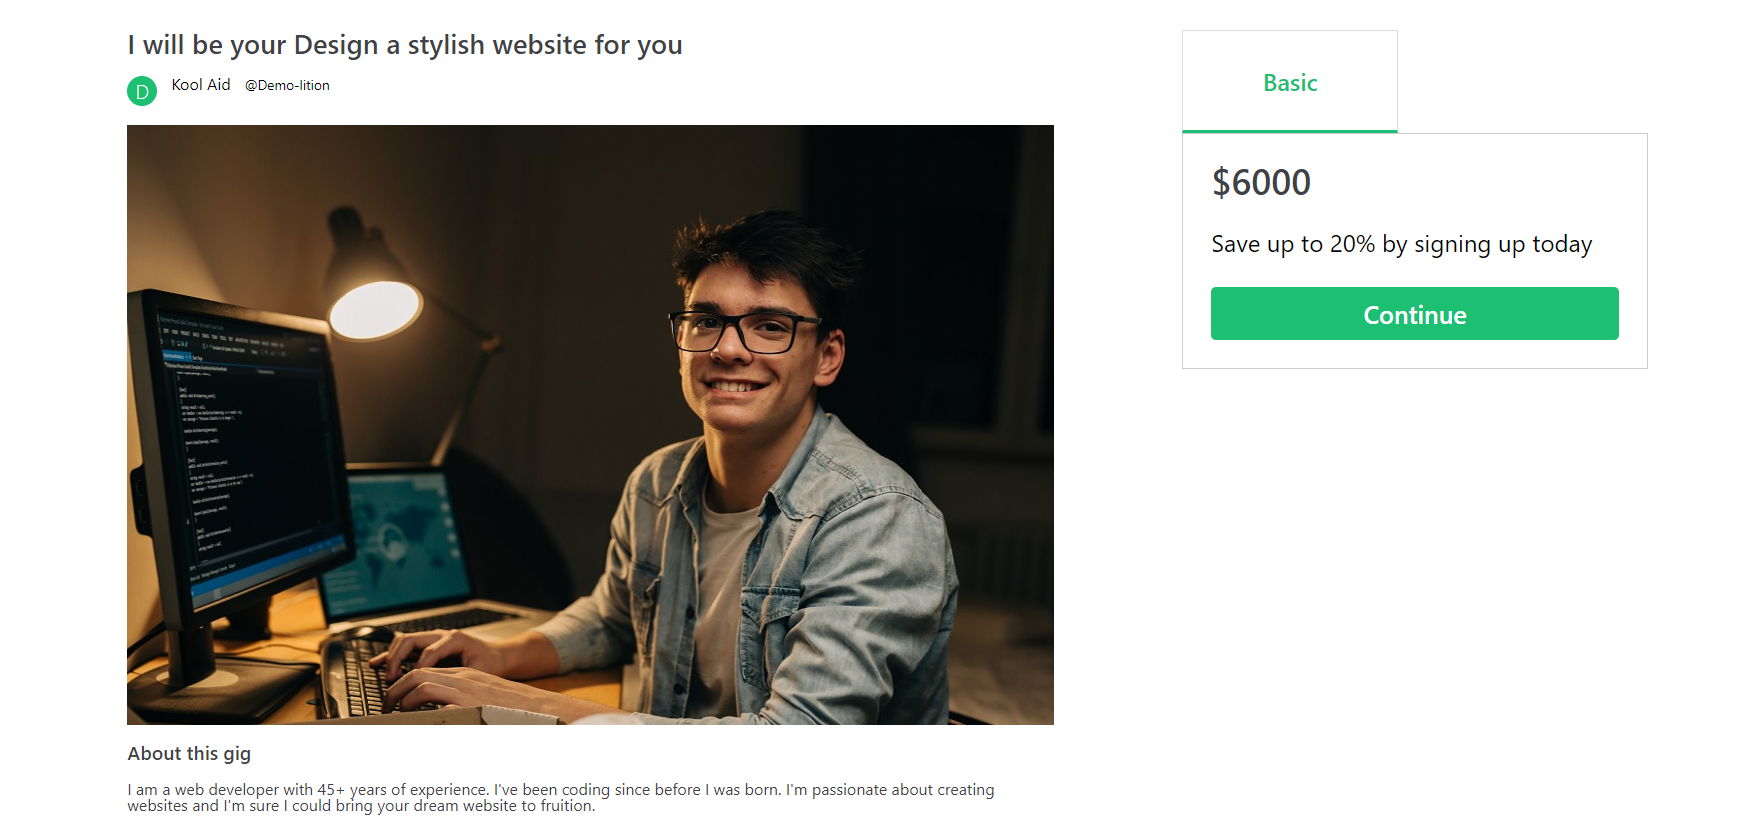 I will be your Design a stylish website for you
D
Kool Aid @Demo-lition
Basic
$6000
Save up to 20% by signing up today
Continue
About this gig
I am a web developer with 45+ years of experience. I've been coding since before I was born. I'm passionate about creating
websites and I'm sure I could bring your dream website to fruition.